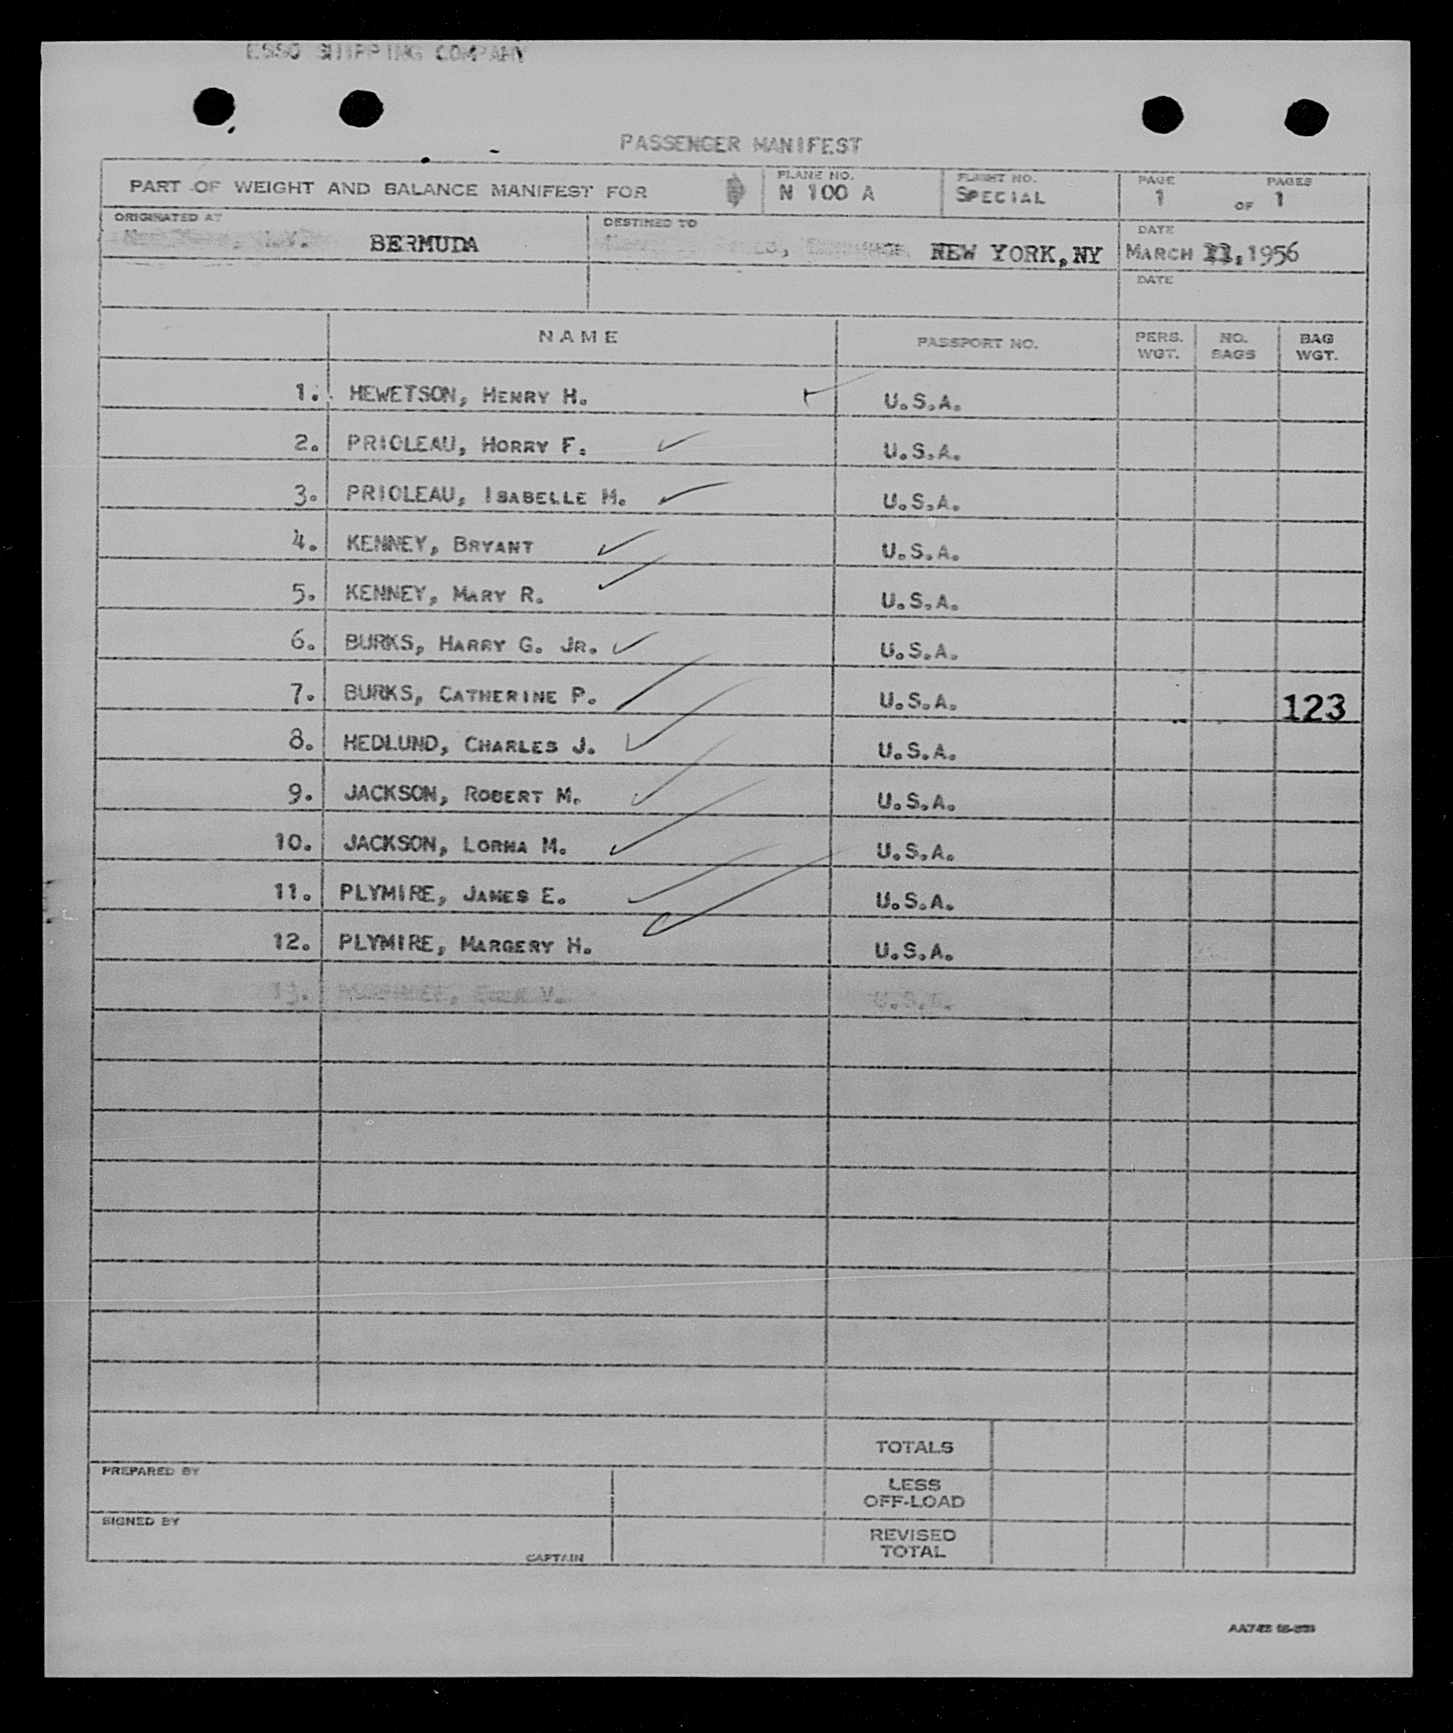 ESSO SHIPPING COMPANY
PASSENGER MANIFEST
PART OF WEIGHT AND BALANCE MANIFEST FOR
PLANE NO.
N 100 A
FLIGHT NO.
SPECIAL
PAGE 1 OF PAGES 1
ORIGINATED AT
BERMUDA
DESTINED TO
NEW YORK, NY
DATE
MARCH , 1956
DATE
NAME PASSPORT NO. PERS. WGT. NO. BAGS BAG WGT.
1. HEWETSON, HENRY H. U.S.A.
2. PRIOLEAU, HORRY F. U.S.A.
3. PRIOLEAU, ISABELLE M. U.S.A.
4. KENNEY, BRYANT U.S.A.
5. KENNEY, MARY R. U.S.A.
6. BURKS, HARRY G. JR. U.S.A.
7. BURKS, CATHERINE P. U.S.A. 123
8. HEDLUND, CHARLES J. U.S.A.
9. JACKSON, ROBERT M. U.S.A.
10. JACKSON, LORNA M. U.S.A.
11. PLYMIRE, JAMES E. U.S.A.
12. PLYMIRE, MARGERY H. U.S.A.
13. U.S.A.
TOTALS
PREPARED BY
LESS OFF-LOAD
SIGNED BY
CAPTAIN
REVISED TOTAL